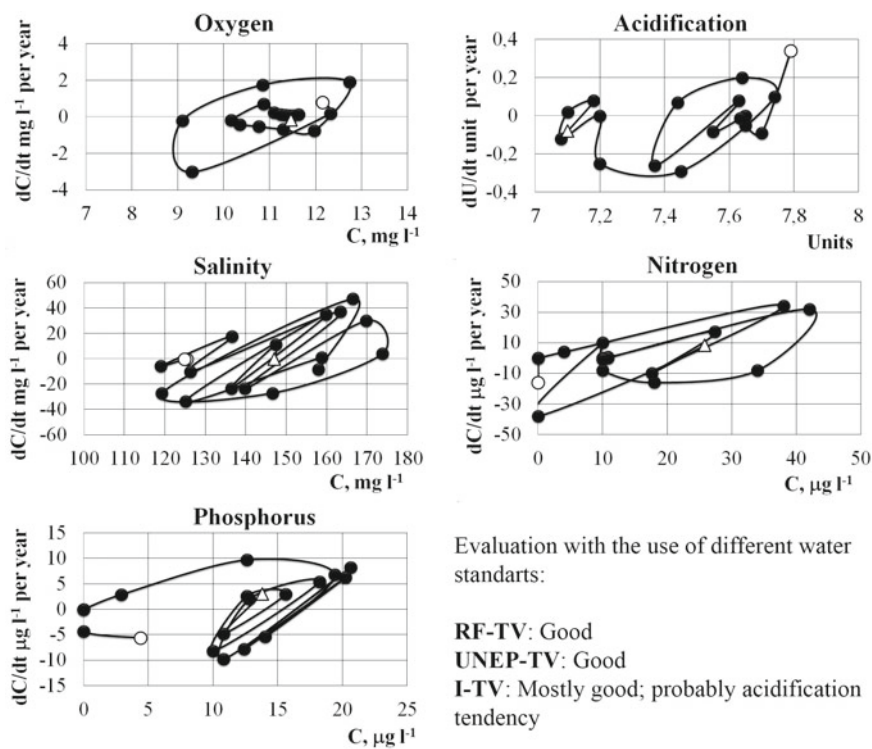 Oxygen
dC/dt mg l⁻¹ per year
4
2
0
-2
-4
7 8 9 10 11 12 13 14
C, mg l⁻¹
Acidification
dU/dt unit per year
0,4
0,2
0
-0,2
0,4
7 7,2 7,4 7,6 7,8 8
Units
Salinity
dC/dt mg l⁻¹ per year
60
40
20
0
-20
-40
-60
100 110 120 130 140 150 160 170 180
C, mg l⁻¹
Nitrogen
dC/dt µg l⁻¹ per year
50
30
10
-10
-30
-50
0 10 20 30 40 50
C, µg l⁻¹
Phosphorus
dC/dt µg l⁻¹ per year
15
10
5
0
-5
-10
-15
0 5 10 15 20 25
C, µg l⁻¹
Evaluation with the use of different water
standarts:
RF-TV: Good
UNEP-TV: Good
I-TV: Mostly good; probably acidification
tendency